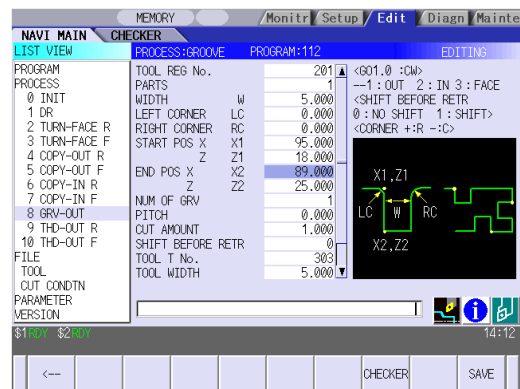 MEMORY
Monitr Setup Edit Diagn Mainte
NAVI MAIN CHECKER
LIST VIEW PROCESS:GROOVE PROGRAM:112 EDITING
PROGRAM
PROCESS
0 INIT
1 DR
2 TURN-FACE R
3 TURN-FACE F
4 COPY-OUT R
5 COPY-OUT F
6 COPY-IN R
7 COPY-IN F
8 GRV-OUT
9 THD-OUT R
10 THD-OUT F
FILE
TOOL
CUT CONDTN
PARAMETER
VERSION
TOOL REG No. 201
PARTS 1
WIDTH W 5.000
LEFT CORNER LC 0.000
RIGHT CORNER RC 0.000
START POS X X1 95.000
Z Z1 18.000
END POS X X2 89.000
Z Z2 25.000
NUM OF GRV 1
PITCH 0.000
CUT AMOUNT 1.000
SHIFT BEFORE RETR 0
TOOL T No. 303
TOOL WIDTH 5.000
<GO1.0 :CW>
--1:OUT 2:IN 3:FACE
<SHIFT BEFORE RETR
0:NO SHIFT 1:SHIFT>
<CORNER +:R -:C>
X1,Z1
LC W RC
X2,Z2
$1RDY $2RDY 14:12
<-- CHECKER SAVE